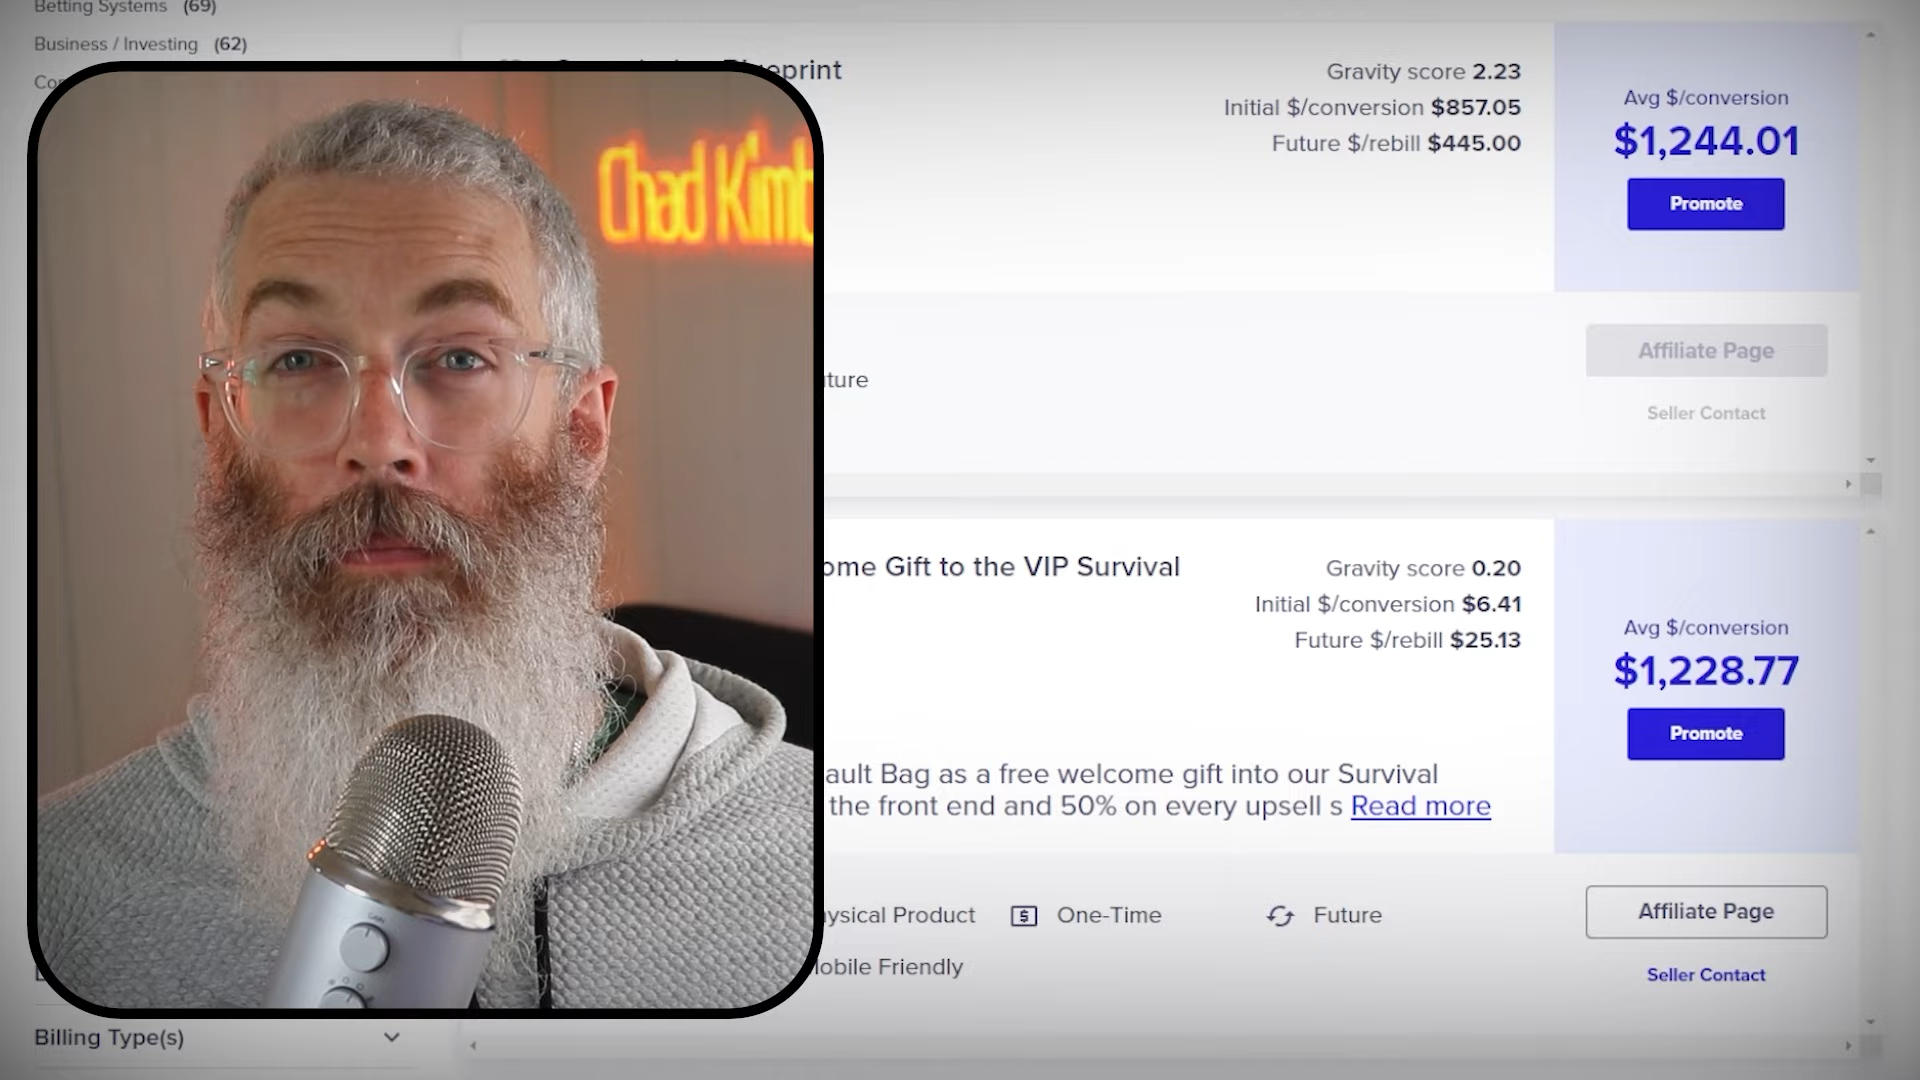 Betting Systems (69)
Business / Investing (62)
Gravity score 2.23
Initial $/conversion $857.05
Future $/rebill $445.00
Avg $/conversion
$1,244.01
Promote
Chad Kimb
ture
Affiliate Page
Seller Contact
ome Gift to the VIP Survival
Gravity score 0.20
Initial $/conversion $6.41
Future $/rebill $25.13
Avg $/conversion
$1,228.77
Promote
ault Bag as a free welcome gift into our Survival
the front end and 50% on every upsell s Read more
ysical Product
One-Time
Future
Affiliate Page
obile Friendly
Seller Contact
GAIN
Billing Type(s)